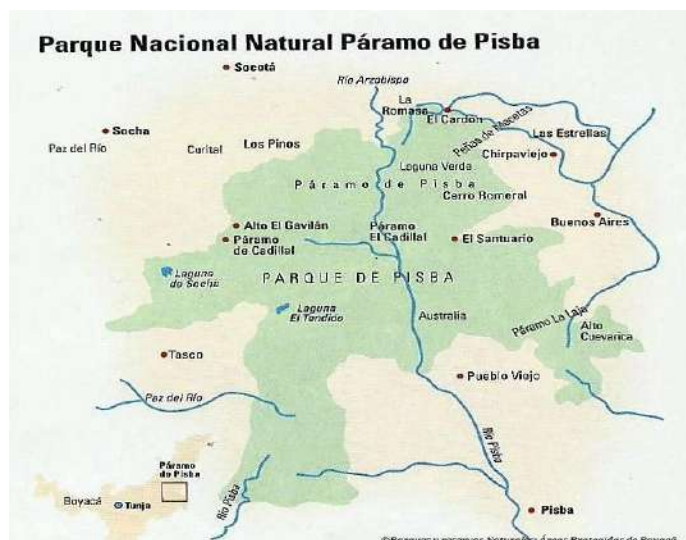 Parque Nacional Natural Páramo de Pisba
Socotá
Río Arzobispo
La
Romasa
El Cardón
Peñas de Macetas
Las Estrellas
Socha
Paz del Río
Curital
Los Pinos
Chirpaviejo
Laguna Verde
Páramo de Pisba
Cerro Romeral
Buenos Aires
Alto El Gavilán
Páramo
de Cadillal
Páramo
El Cadillal
El Santuario
Laguna
de Socha
PARQUE DE PISBA
Laguna
El Tendido
Australia
Páramo La Laja
Alto
Cuevarica
Tasco
Pueblo Viejo
Paz del Río
Río Pisba
Páramo
de Pisba
Boyacá
Tunja
Río Pisba
Pisba